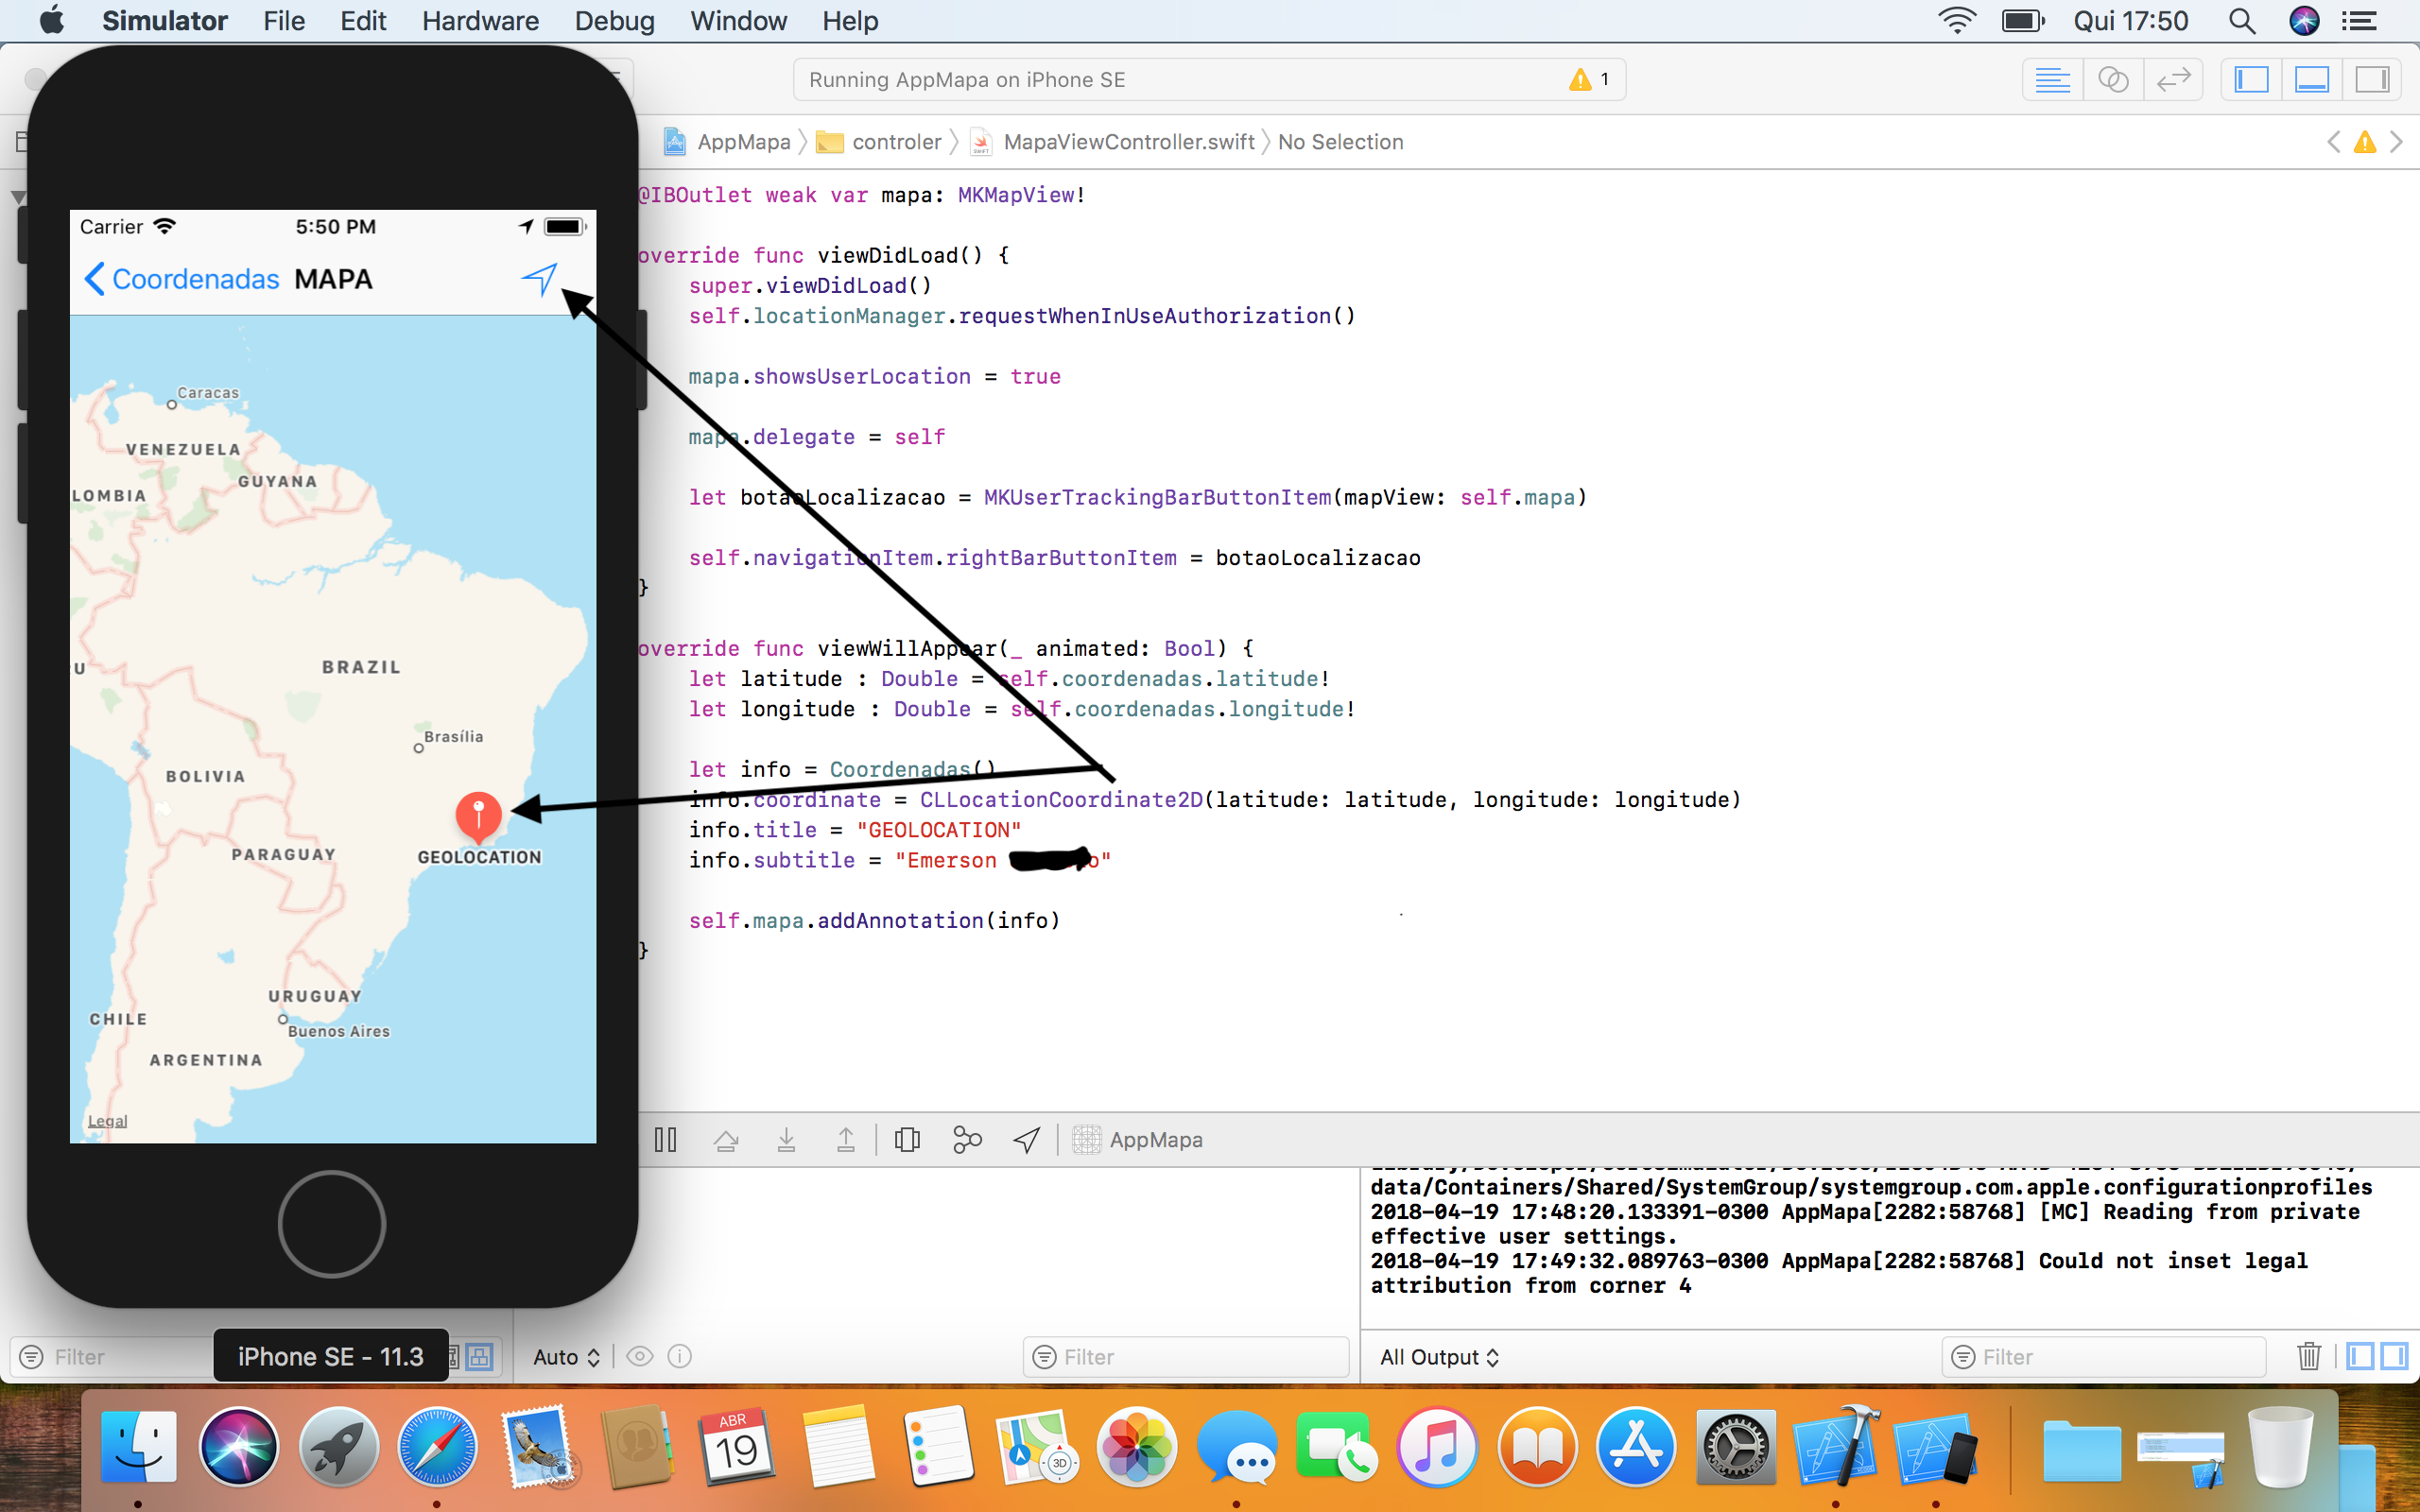 Simulator File Edit Hardware Debug Window Help Qui 17:50
Running AppMapa on iPhone SE 1
AppMapa controler MapaViewController.swift No Selection
Carrier 5:50 PM
Coordenadas MAPA
Caracas
VENEZUELA
GUYANA
LOMBIA
BRAZIL
U
Brasília
BOLIVIA
PARAGUAY
GEOLOCATION
URUGUAY
CHILE
Buenos Aires
ARGENTINA
Legal
@IBOutlet weak var mapa: MKMapView!
override func viewDidLoad() {
super.viewDidLoad()
self.locationManager.requestWhenInUseAuthorization()
mapa.showsUserLocation = true
mapa.delegate = self
let botaoLocalizacao = MKUserTrackingBarButtonItem(mapView: self.mapa)
self.navigationItem.rightBarButtonItem = botaoLocalizacao
}
override func viewWillAppear(_ animated: Bool) {
let latitude : Double = self.coordenadas.latitude!
let longitude : Double = self.coordenadas.longitude!
let info = Coordenadas()
info.coordinate = CLLocationCoordinate2D(latitude: latitude, longitude: longitude)
info.title = "GEOLOCATION"
info.subtitle = "Emerson o"
self.mapa.addAnnotation(info)
}
AppMapa
data/Containers/Shared/SystemGroup/systemgroup.com.apple.configurationprofiles
2018-04-19 17:48:20.133391-0300 AppMapa[2282:58768] [MC] Reading from private
effective user settings.
2018-04-19 17:49:32.089763-0300 AppMapa[2282:58768] Could not inset legal
attribution from corner 4
Filter iPhone SE - 11.3 Auto Filter All Output Filter
ABR
19
3D